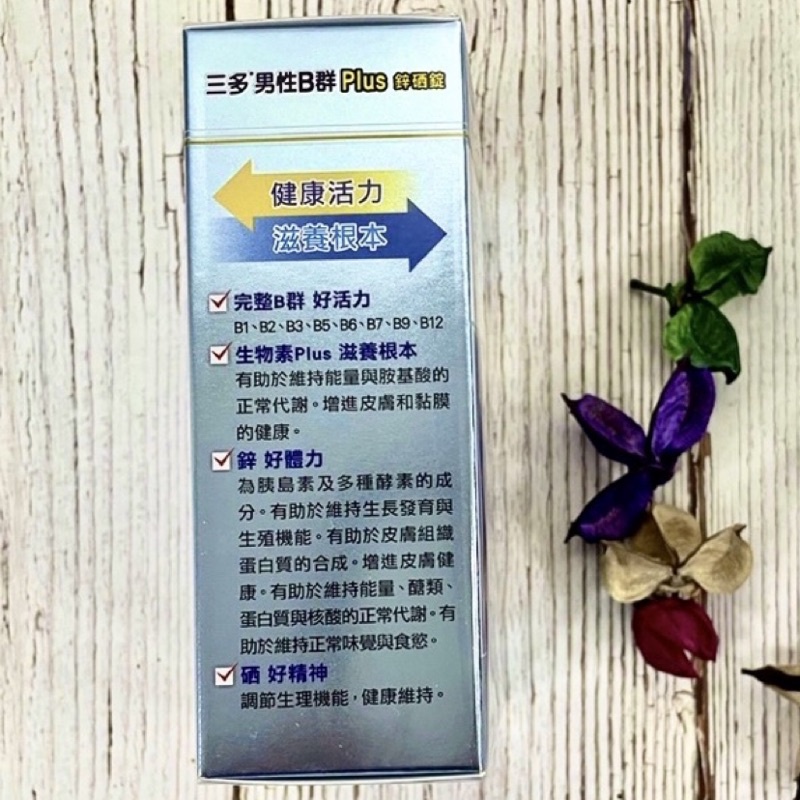 三多®男性B群Plus 鋅硒錠
健康活力
滋養根本
完整B群 好活力
B1、B2、B3、B5、B6、B7、B9、B12
生物素Plus 滋養根本
有助於維持能量與胺基酸的
正常代謝。增進皮膚和黏膜
的健康。
鋅 好體力
為胰島素及多種酵素的成
分。有助於維持生長發育與
生殖機能。有助於皮膚組織
蛋白質的合成。增進皮膚健
康。有助於維持能量、醣類、
蛋白質與核酸的正常代謝。有
助於維持正常味覺與食慾。
硒 好精神
調節生理機能，健康維持。